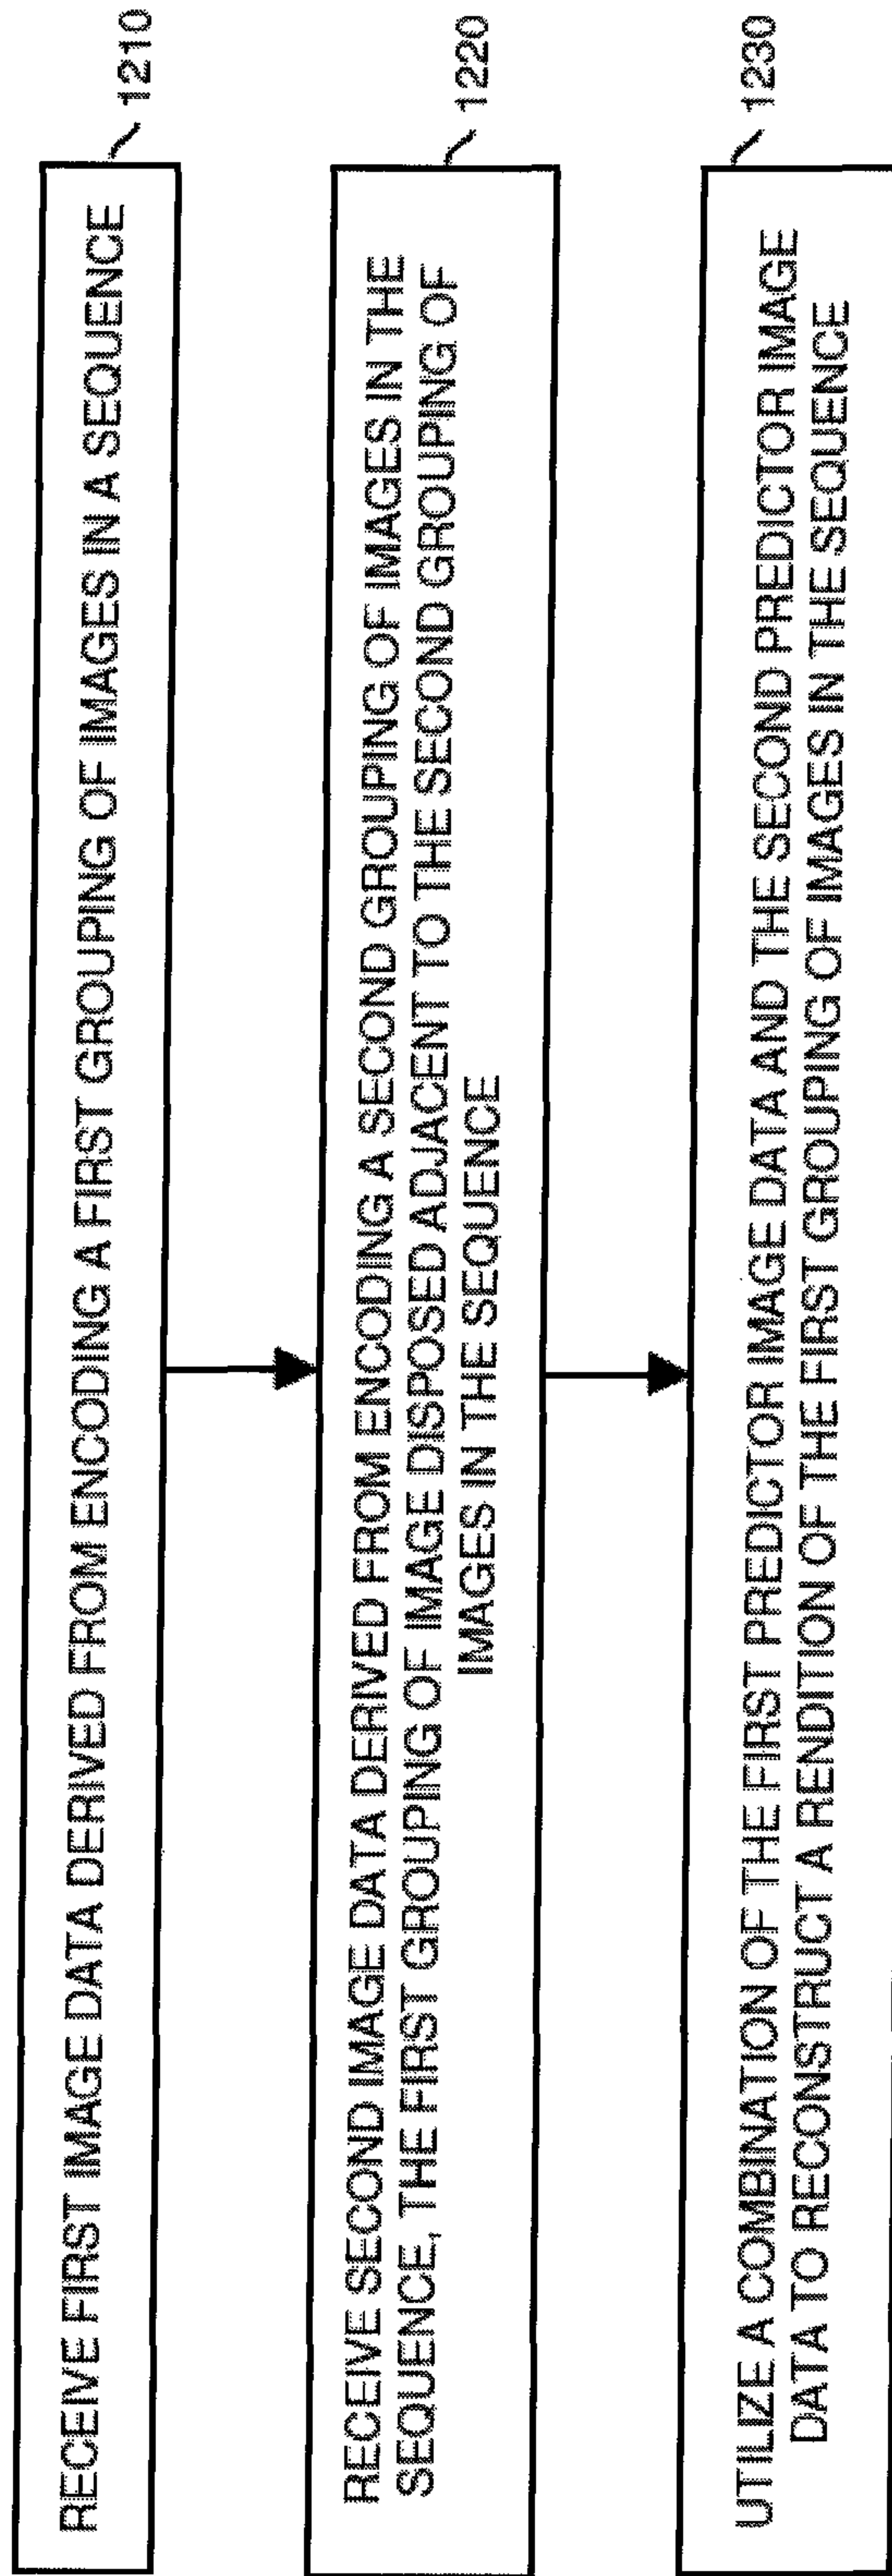 RECEIVE FIRST IMAGE DATA DERIVED FROM ENCODING A FIRST GROUPING OF IMAGES IN A SEQUENCE
1210
RECEIVE SECOND IMAGE DATA DERIVED FROM ENCODING A SECOND GROUPING OF IMAGES IN THE
SEQUENCE, THE FIRST GROUPING OF IMAGE DISPOSED ADJACENT TO THE SECOND GROUPING OF
IMAGES IN THE SEQUENCE
1220
UTILIZE A COMBINATION OF THE FIRST PREDICTOR IMAGE DATA AND THE SECOND PREDICTOR IMAGE
DATA TO RECONSTRUCT A RENDITION OF THE FIRST GROUPING OF IMAGES IN THE SEQUENCE
1230